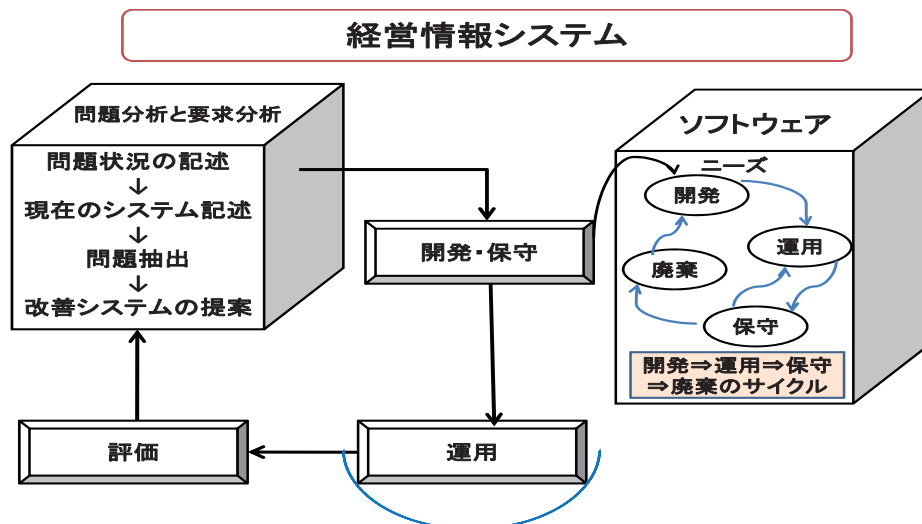 経営情報システム
問題分析と要求分析
問題状況の記述
↓
現在のシステム記述
↓
問題抽出
↓
改善システムの提案
開発・保守
運用
評価
ソフトウェア
ニーズ
開発
運用
廃棄
保守
開発⇒運用⇒保守
⇒廃棄のサイクル